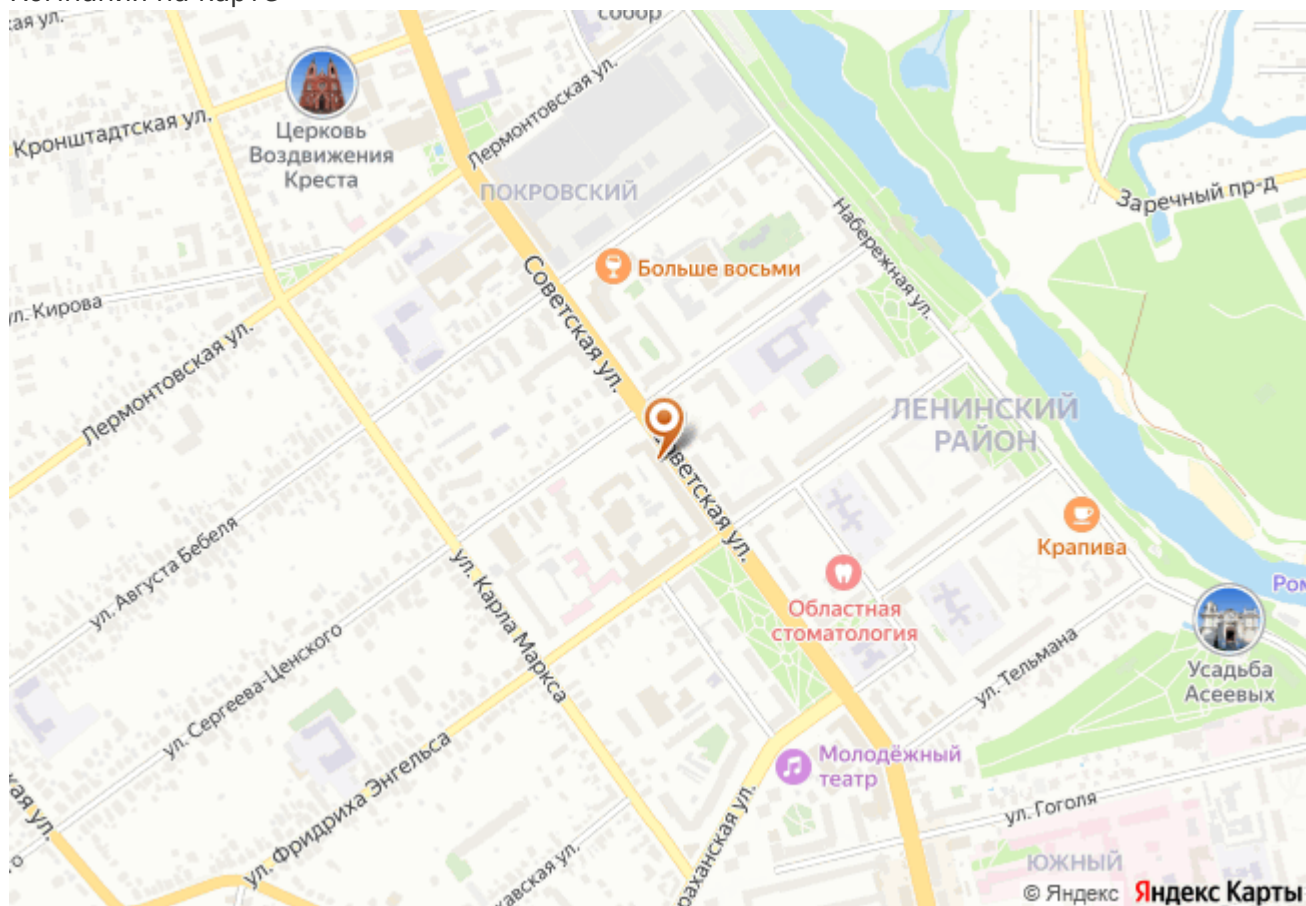 собор
Церковь
Воздвижения
Креста
Кронштадтская ул.
Лермонтовская ул.
ПОКРОВСКИЙ
Заречный пр-д
Набережная ул.
Больше восьми
Советская ул.
Кирова
Лермонтовская ул.
ЛЕНИНСКИЙ
РАЙОН
Советская ул.
Крапива
ул. Августа Бебеля
ул. Карла Маркса
Областная
стоматология
ул. Сергеева-Ценского
ул. Тельмана
Усадьба
Асеевых
ул. Фридриха Энгельса
Молодёжный
театр
ул. Гоголя
ЮЖНЫЙ
© Яндекс Яндекс Карты